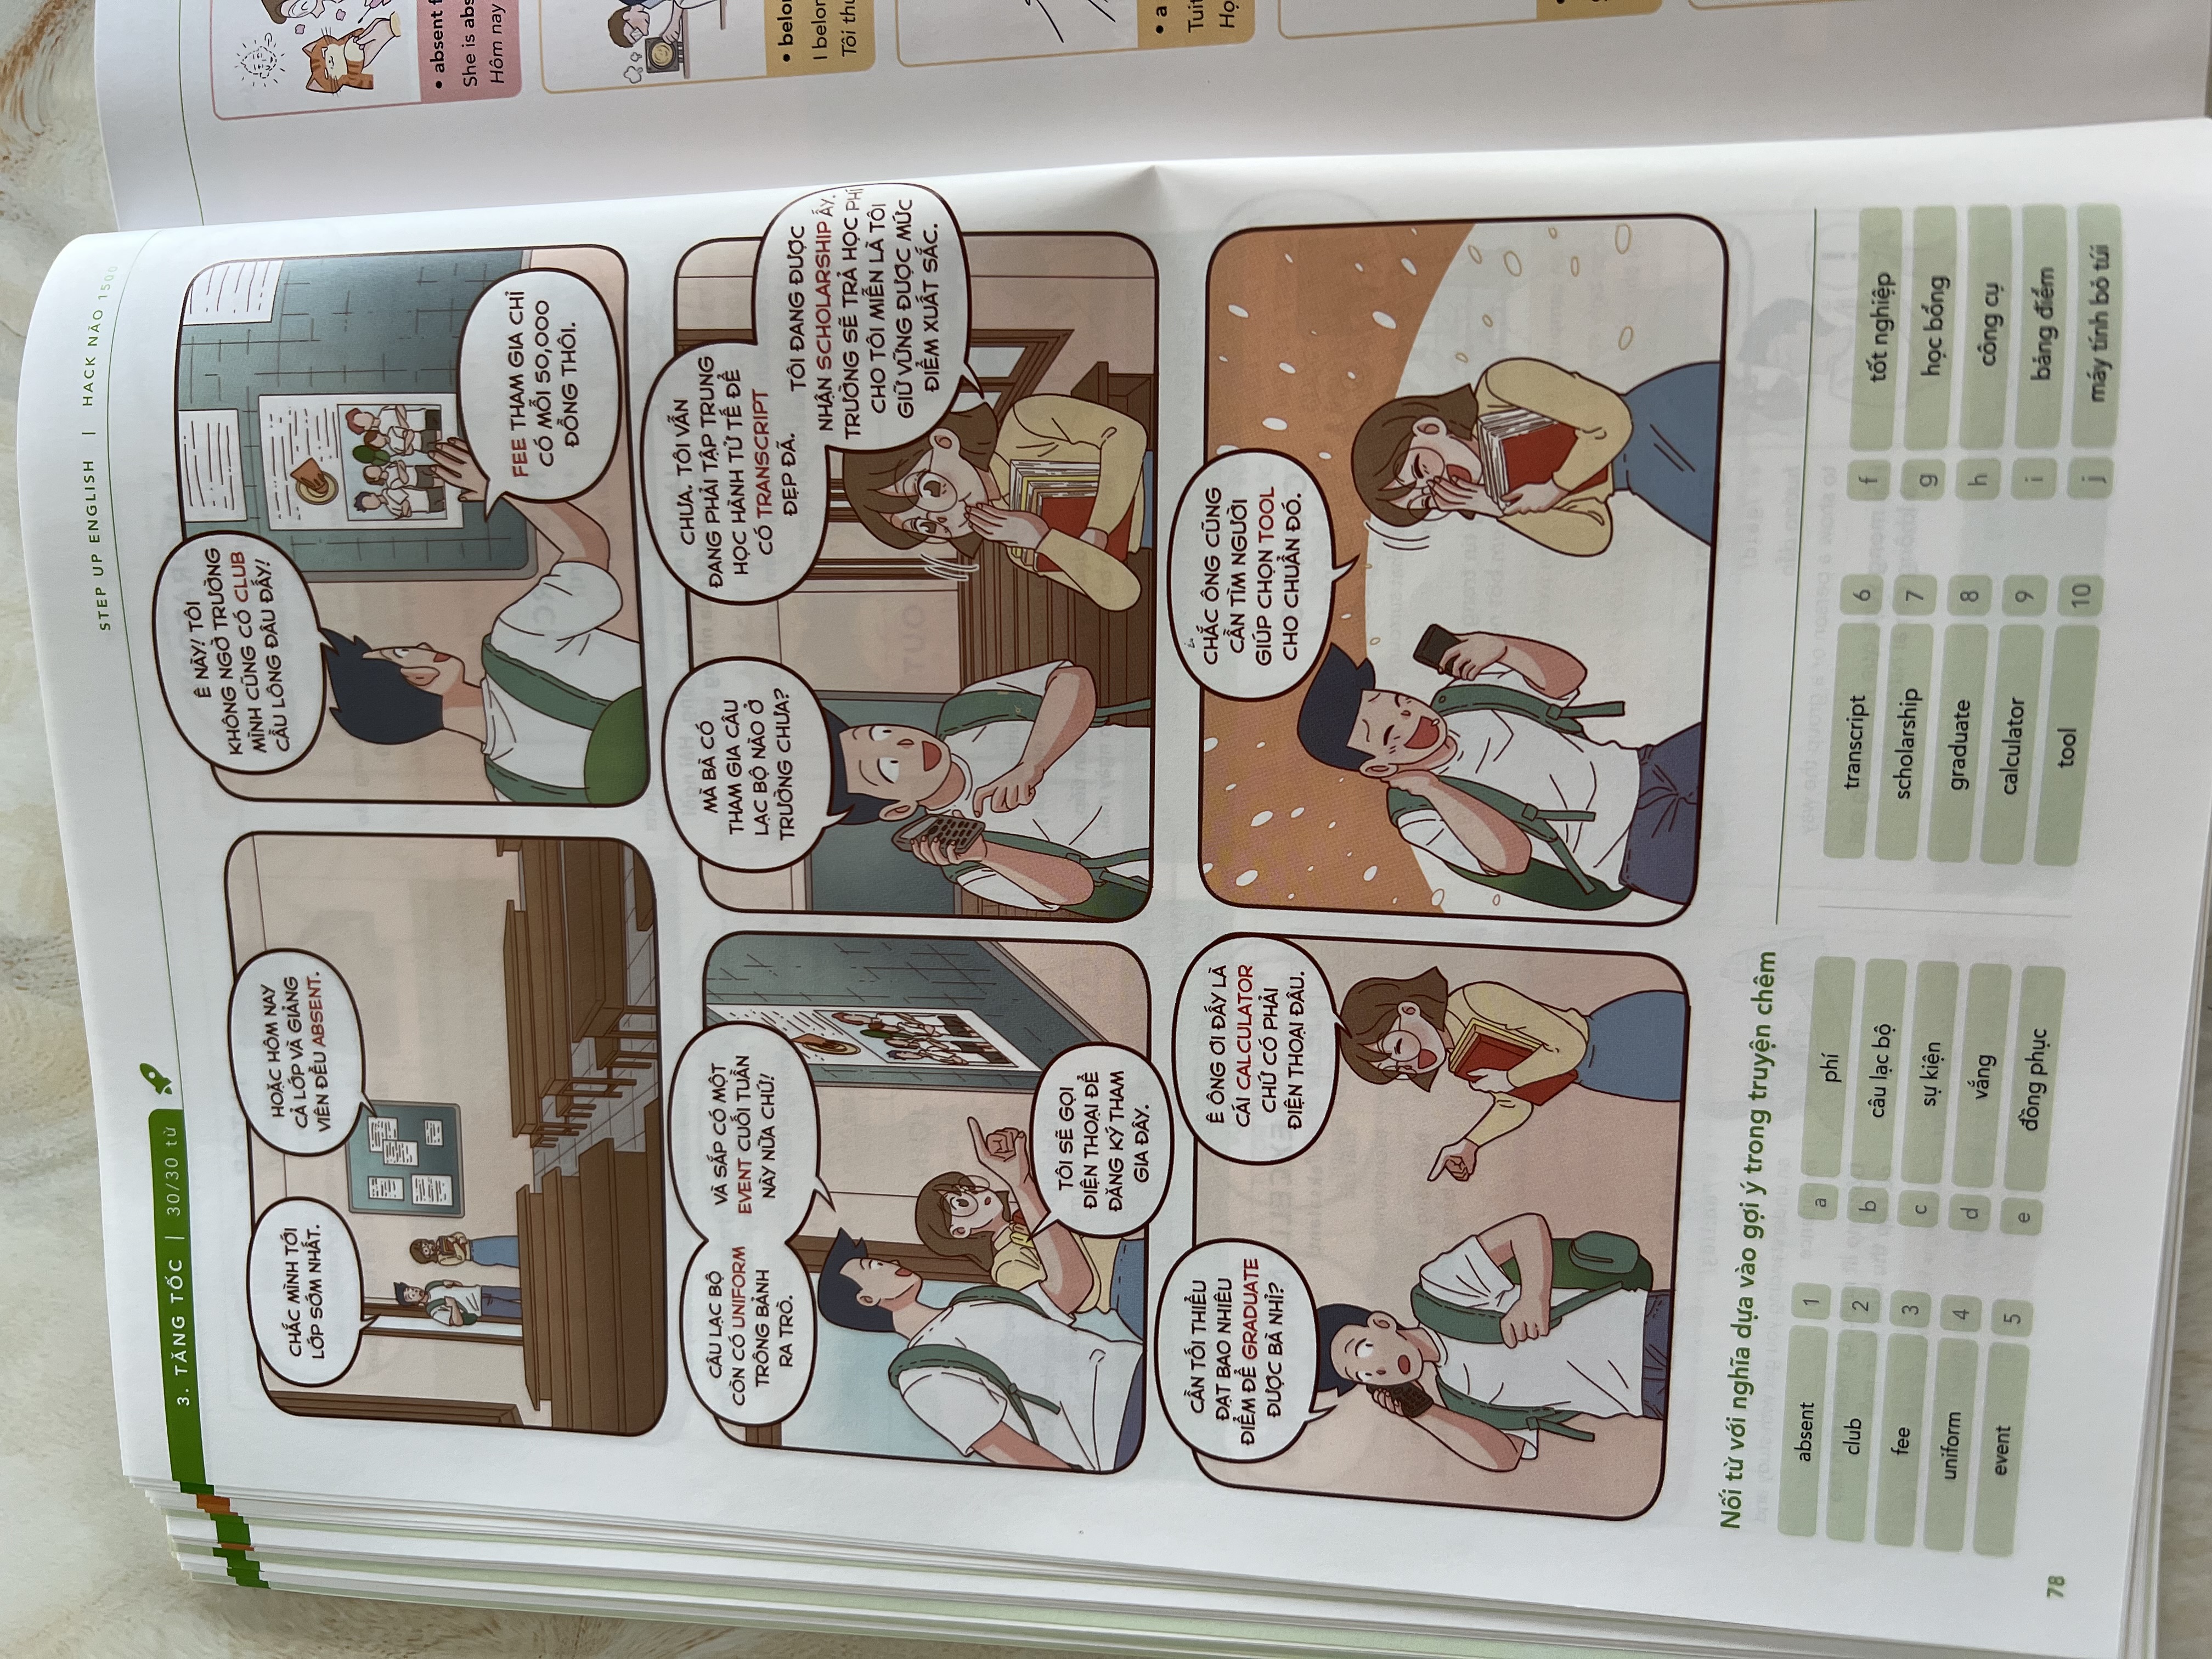 STEP UP ENGLISH | HACK NÃO 1500
3. TĂNG TỐC | 30/30 từ
CHẮC MÌNH TỚI
LỚP SỚM NHẤT.
HOẶC HÔM NAY
CẢ LỚP VÀ GIẢNG
VIÊN ĐỀU ABSENT.
Ê NÀY! TÔI
KHÔNG NGỜ TRƯỜNG
MÌNH CŨNG CÓ CLUB
CẦU LÔNG ĐÂU ĐẤY!
FEE THAM GIA CHỈ
CÓ MỖI 50,000
ĐỒNG THÔI.
CÂU LẠC BỘ
CÒN CÓ UNIFORM
TRÔNG BẢNH
RA TRÒ.
VÀ SẮP CÓ MỘT
EVENT CUỐI TUẦN
NÀY NỮA CHỨ!
TÔI SẼ GỌI
ĐIỆN THOẠI ĐỂ
ĐĂNG KÝ THAM
GIA ĐÂY.
MÀ BÀ CÓ
THAM GIA CÂU
LẠC BỘ NÀO Ở
TRƯỜNG CHƯA?
CHƯA. TÔI VẪN
ĐANG PHẢI TẬP TRUNG
HỌC HÀNH TỬ TẾ ĐỂ
CÓ TRANSCRIPT
ĐẸP ĐÃ.
TÔI ĐANG ĐƯỢC
NHẬN SCHOLARSHIP ẤY.
TRƯỜNG SẼ TRẢ HỌC PHÍ
CHO TÔI MIỄN LÀ TÔI
GIỮ VỮNG ĐƯỢC MỨC
ĐIỂM XUẤT SẮC.
CẦN TỐI THIỂU
ĐẠT BAO NHIÊU
ĐIỂM ĐỂ GRADUATE
ĐƯỢC BÀ NHỈ?
Ê ÔNG ƠI ĐẤY LÀ
CÁI CALCULATOR
CHỨ CÓ PHẢI
ĐIỆN THOẠI ĐÂU.
CHẮC ÔNG CŨNG
CẦN TÌM NGƯỜI
GIÚP CHỌN TOOL
CHO CHUẨN ĐÓ.
Nối từ với nghĩa dựa vào gợi ý trong truyện chêm
absent 1 a phí
club 2 b câu lạc bộ
fee 3 c sự kiện
uniform 4 d vắng
event 5 e đồng phục
transcript 6 f tốt nghiệp
scholarship 7 g học bổng
graduate 8 h công cụ
calculator 9 i bảng điểm
tool 10 j máy tính bỏ túi
78
• absent
She is
Hôm nay
•
I
Tôi
• a